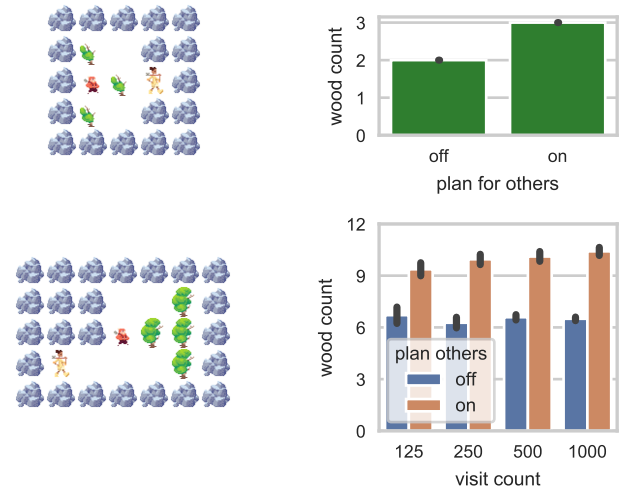 wood count
3
2
1
0
off on
plan for others
wood count
12
9
6
3
0
plan others
off
on
125 250 500 1000
visit count